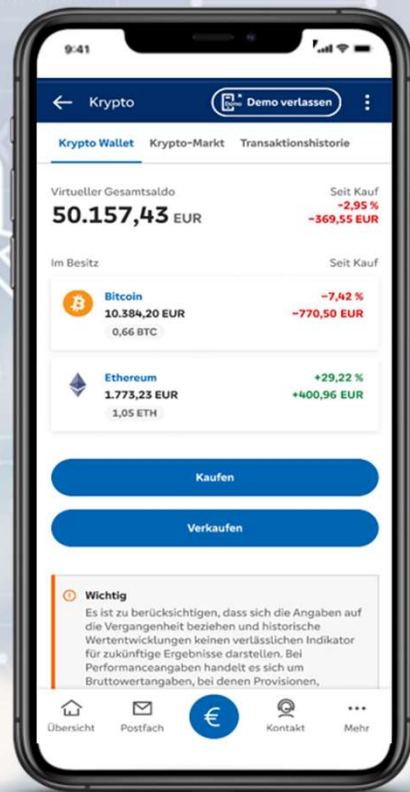 9:41
Krypto
Demo
Demo verlassen
Krypto Wallet Krypto-Markt Transaktionshistorie
Virtueller Gesamtsaldo Seit Kauf
50.157,43 EUR −2,95 %
−369,55 EUR
Im Besitz Seit Kauf
Bitcoin −7,42 %
10.384,20 EUR −770,50 EUR
0,66 BTC
Ethereum +29,22 %
1.773,23 EUR +400,96 EUR
1,05 ETH
Kaufen
Verkaufen
Wichtig
Es ist zu berücksichtigen, dass sich die Angaben auf
die Vergangenheit beziehen und historische
Wertentwicklungen keinen verlässlichen Indikator
für zukünftige Ergebnisse darstellen. Bei
Performanceangaben handelt es sich um
Bruttowertangaben, bei denen Provisionen,
€
Übersicht Postfach Kontakt Mehr